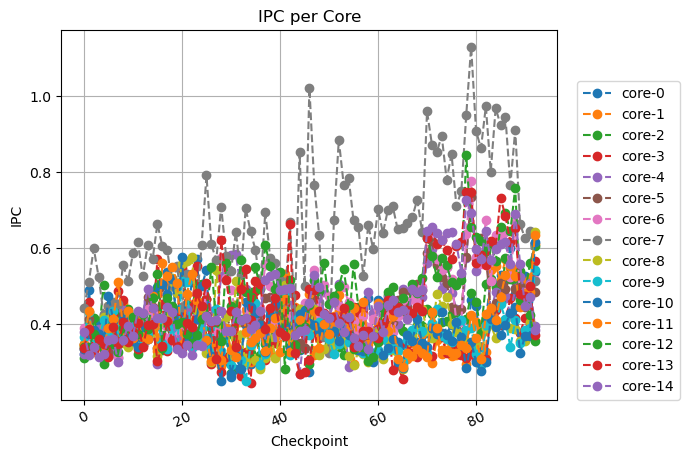 IPC per Core
IPC
1.0
0.8
0.6
0.4
0
20
40
60
80
Checkpoint
core-0
core-1
core-2
core-3
core-4
core-5
core-6
core-7
core-8
core-9
core-10
core-11
core-12
core-13
core-14